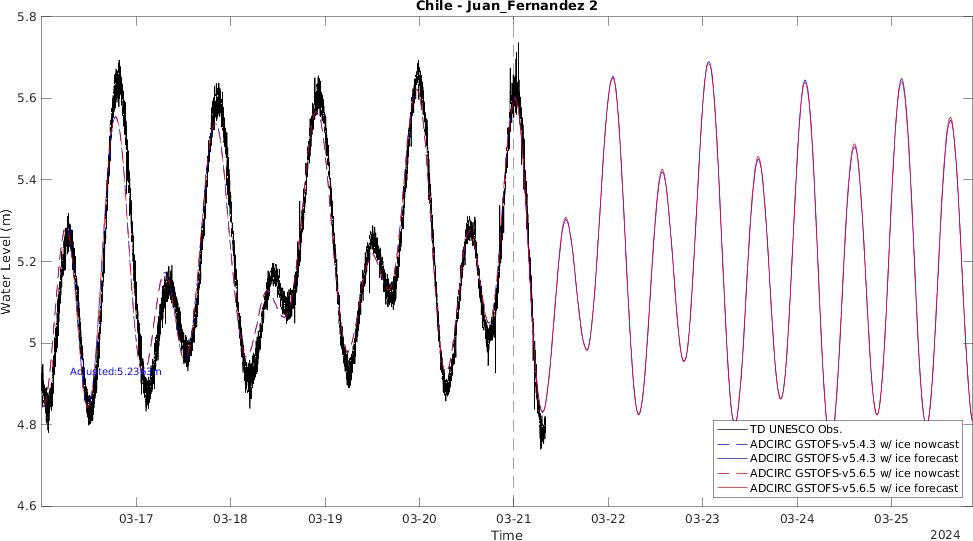 Chile - Juan_Fernandez 2
Water Level (m)
5.8
5.6
5.4
5.2
5
4.8
4.6
Adjusted:5.2363m
TD UNESCO Obs.
ADCIRC GSTOFS-v5.4.3 w/ ice nowcast
ADCIRC GSTOFS-v5.4.3 w/ ice forecast
ADCIRC GSTOFS-v5.6.5 w/ ice nowcast
ADCIRC GSTOFS-v5.6.5 w/ ice forecast
03-17 03-18 03-19 03-20 03-21 03-22 03-23 03-24 03-25
Time
2024